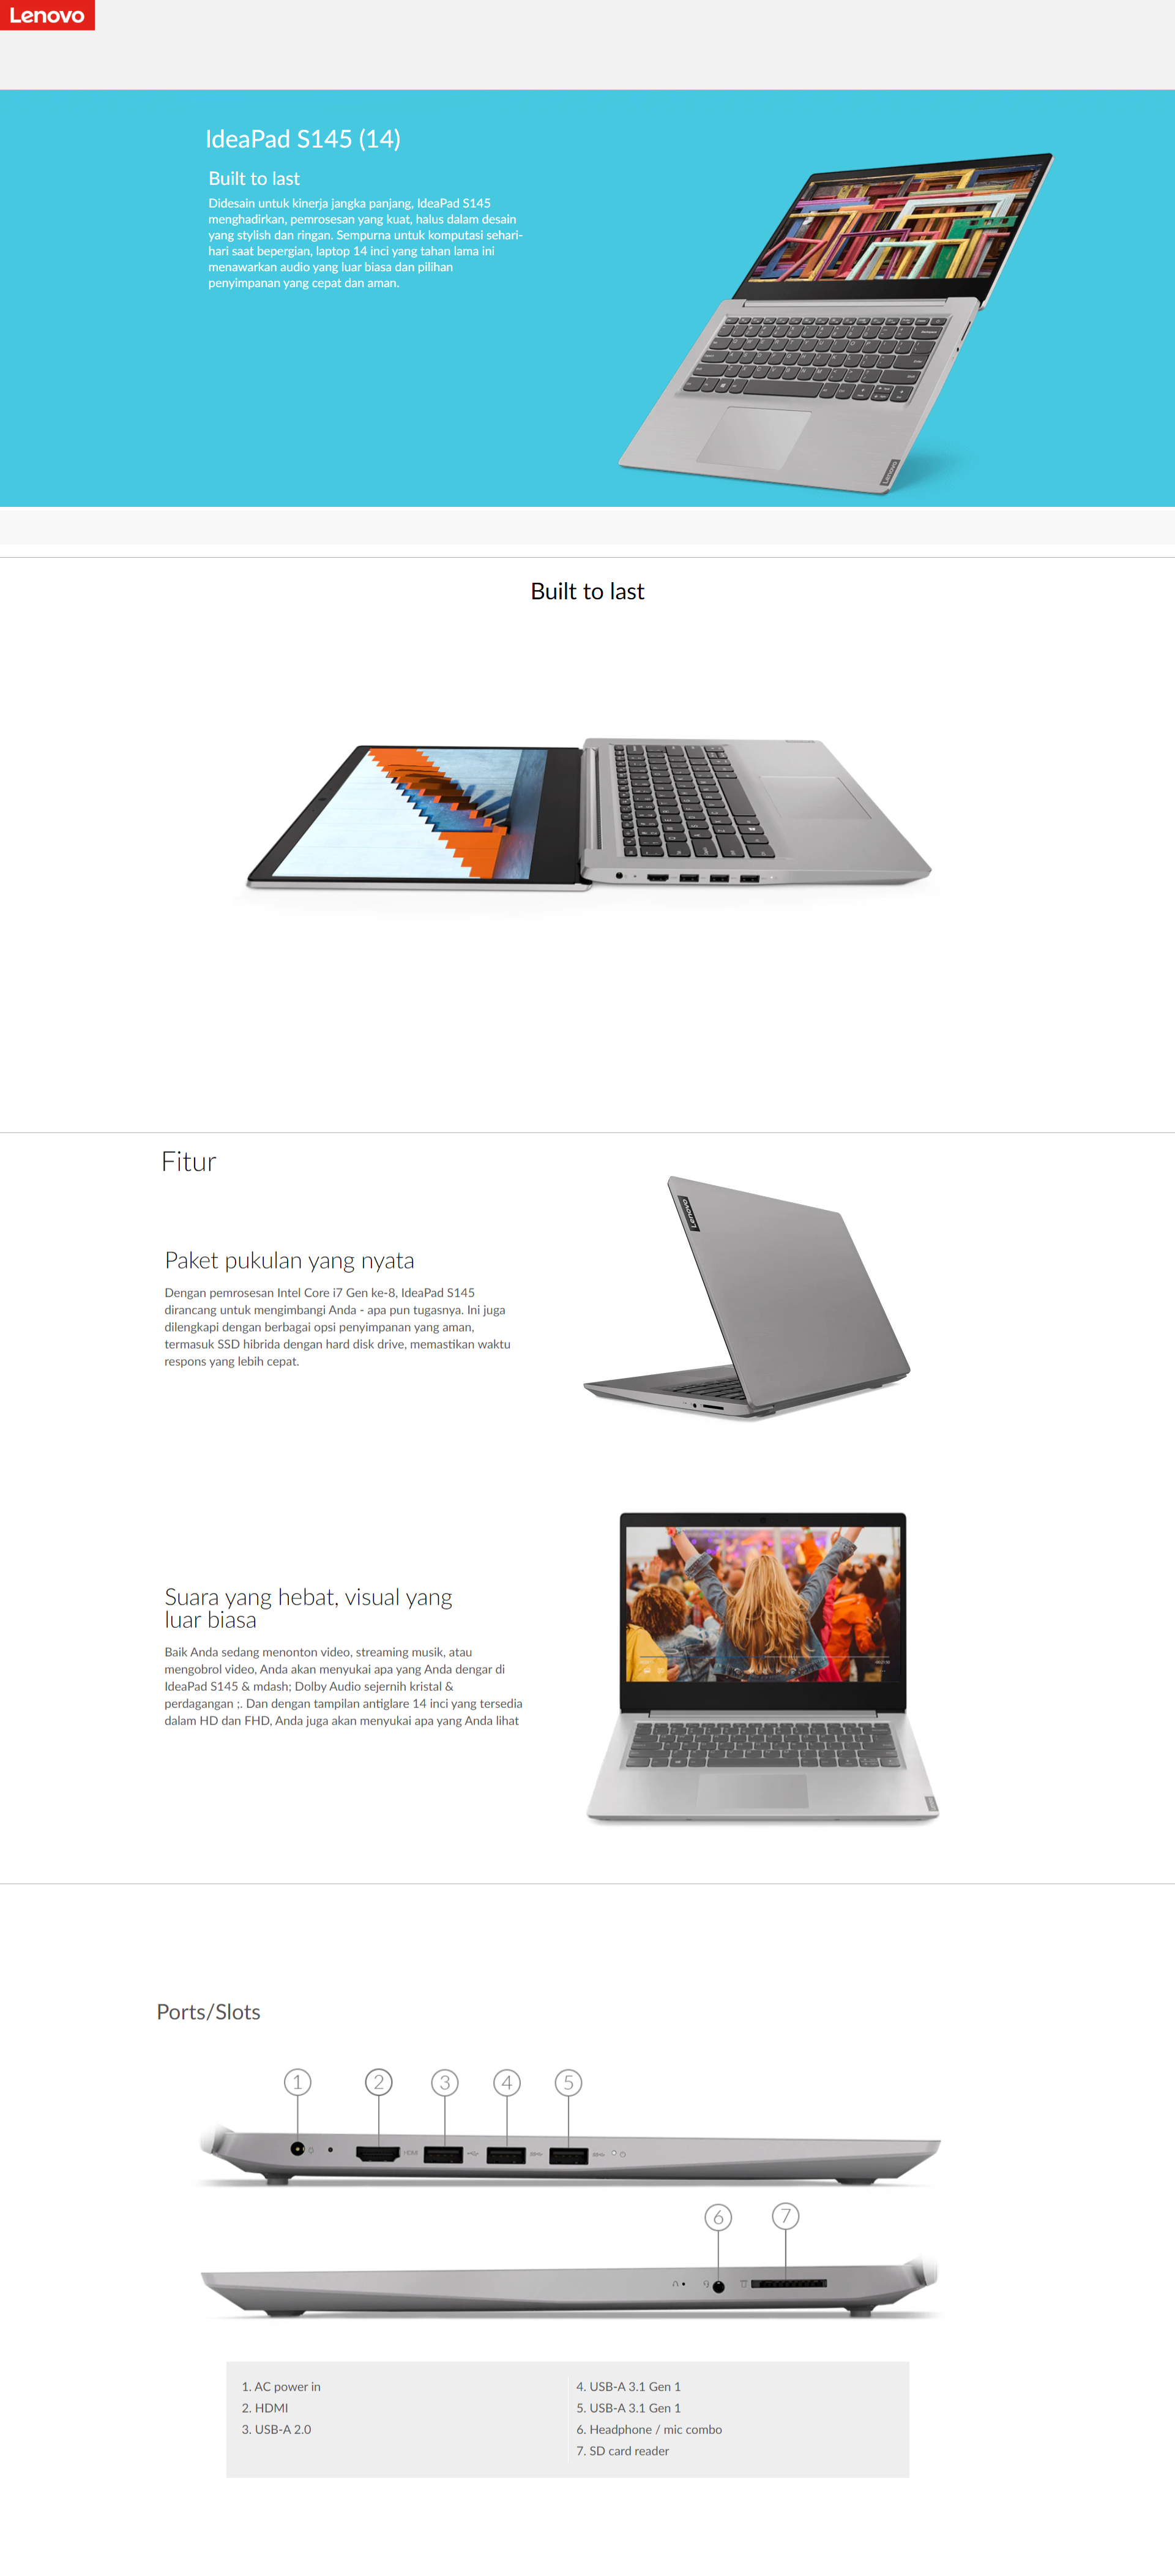 Lenovo
IdeaPad S145 (14)
Built to last
Didesain untuk kinerja jangka panjang, IdeaPad S145
menghadirkan, pemrosesan yang kuat, halus dalam desain
yang stylish dan ringan. Sempurna untuk komputasi sehari-
hari saat bepergian, laptop 14 inci yang tahan lama ini
menawarkan audio yang luar biasa dan pilihan
penyimpanan yang cepat dan aman.
Lenovo
Built to last
Fitur
Lenovo
Paket pukulan yang nyata
Dengan pemrosesan Intel Core i7 Gen ke-8, IdeaPad S145
dirancang untuk mengimbangi Anda - apa pun tugasnya. Ini juga
dilengkapi dengan berbagai opsi penyimpanan yang aman,
termasuk SSD hibrida dengan hard disk drive, memastikan waktu
respons yang lebih cepat.
Suara yang hebat, visual yang
luar biasa
Baik Anda sedang menonton video, streaming musik, atau
mengobrol video, Anda akan menyukai apa yang Anda dengar di
IdeaPad S145 & mdash; Dolby Audio sejernih kristal &
perdagangan ;. Dan dengan tampilan antiglare 14 inci yang tersedia
dalam HD dan FHD, Anda juga akan menyukai apa yang Anda lihat
Ports/Slots
1 2 3 4 5
HDMI
6 7
1. AC power in
2. HDMI
3. USB-A 2.0
4. USB-A 3.1 Gen 1
5. USB-A 3.1 Gen 1
6. Headphone / mic combo
7. SD card reader